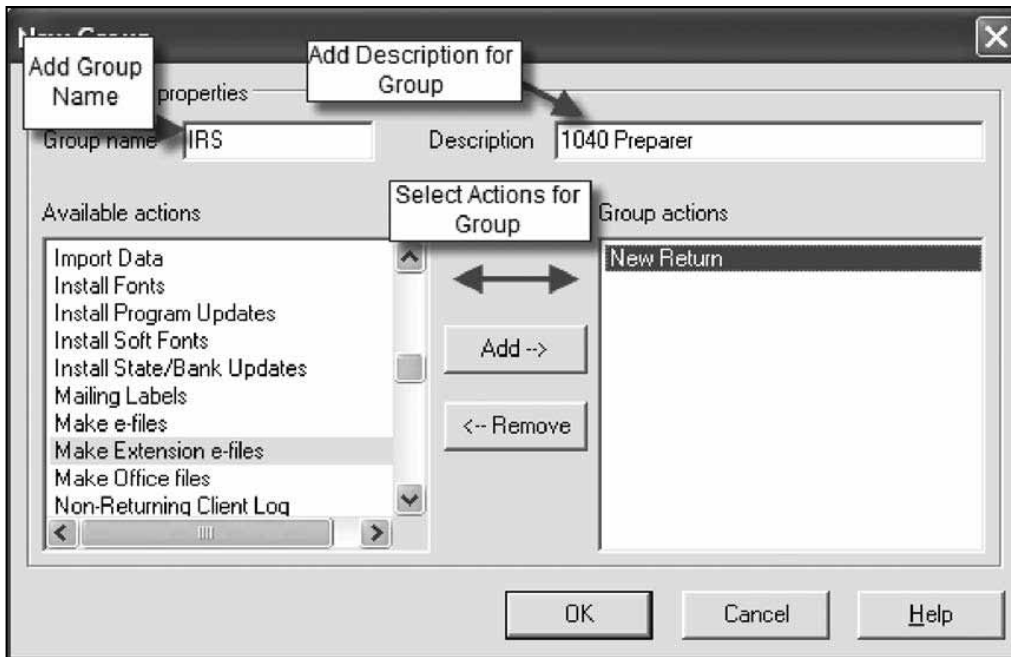 New Group
Add Group
Name
Add Description for
Group
properties
Group name
IRS
Description
1040 Preparer
Select Actions for
Group
Available actions
Group actions
Import Data
Install Fonts
Install Program Updates
Install Soft Fonts
Install State/Bank Updates
Mailing Labels
Make e-files
Make Extension e-files
Make Office files
Non-Returning Client Log
New Return
Add -->
<-- Remove
OK
Cancel
Help